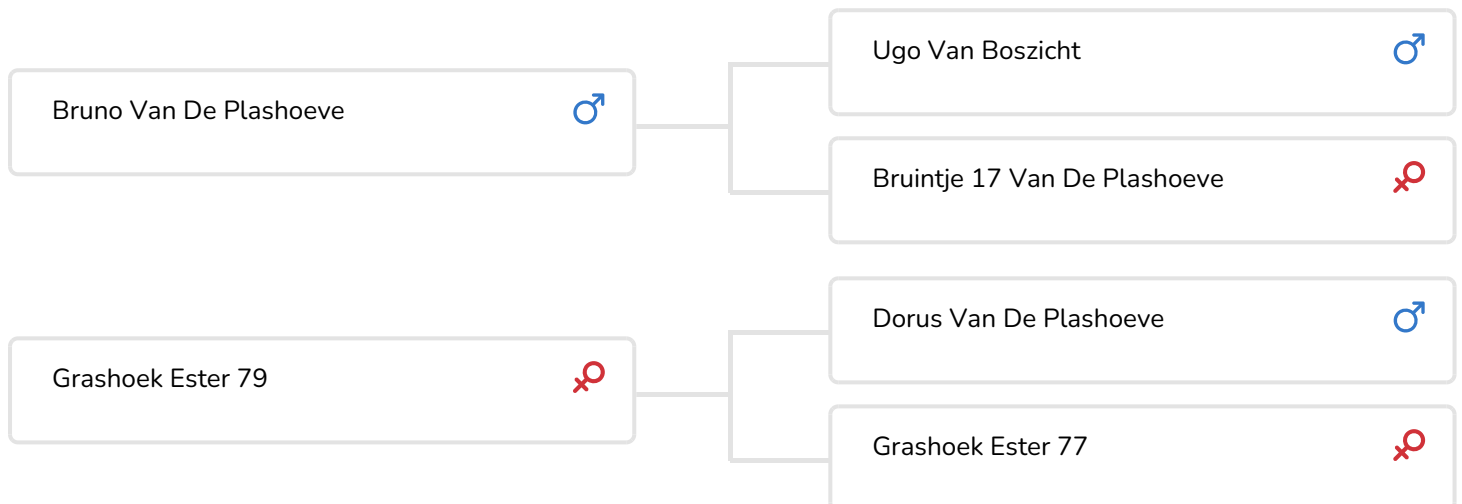 Ugo Van Boszicht
Bruno Van De Plashoeve
Bruintje 17 Van De Plashoeve
Dorus Van De Plashoeve
Grashoek Ester 79
Grashoek Ester 77